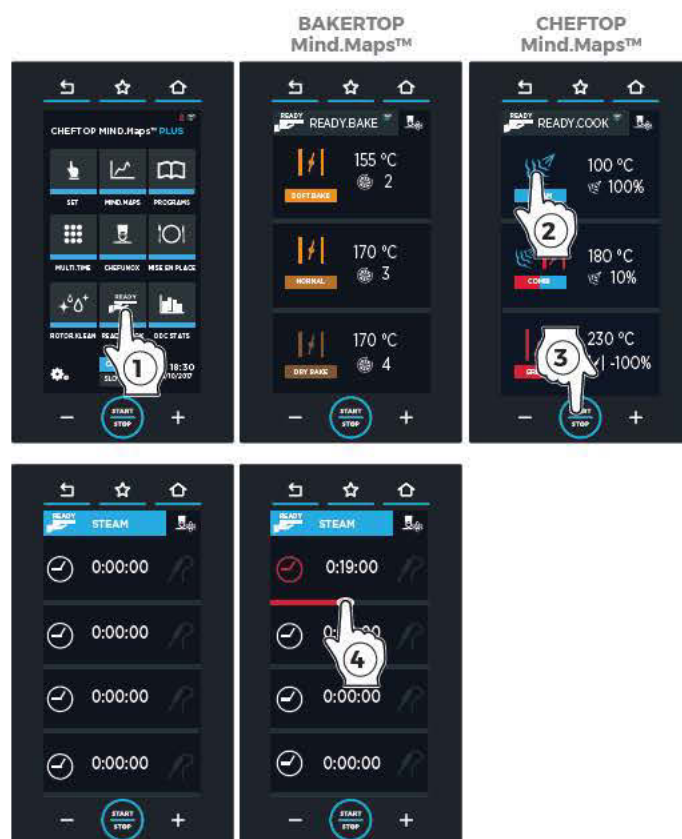 BAKERTOP
Mind.Maps™
CHEFTOP
Mind.Maps™
CHEFTOP MIND.Maps™ PLUS
SET
MIND.MAPS
PROGRAMS
MULTI.TIME
CHEFUNOX
MISE EN PLACE
READY
ROTOR.KLEAN
DDC STATS
1
18:30
/10/2017
−
START
STOP
+
READY
READY.BAKE
155 °C
2
SOFT BAKE
170 °C
3
NORMAL
170 °C
4
DRY BAKE
−
START
STOP
+
READY
READY.COOK
100 °C
100%
2
180 °C
10%
230 °C
-100%
3
−
START
STOP
+
READY
STEAM
0:00:00
0:00:00
0:00:00
0:00:00
−
START
STOP
+
READY
STEAM
0:19:00
4
0:00:00
0:00:00
−
START
STOP
+